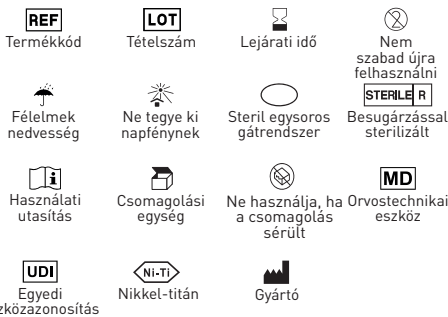 REF
Termékkód
LOT
Tételszám
Lejárati idő
2
Nem
szabad újra
felhasználni
Félelmek
nedvesség
Ne tegye ki
napfénynek
Steril egysoros
gátrendszer
STERILE R
Besugárzással
sterilizált
i
Használati
utasítás
Csomagolási
egység
Ne használja, ha
a csomagolás
sérült
MD
Orvostechnikai
eszköz
UDI
Egyedi
zközazonosítás
Ni-Ti
Nikkel-titán
Gyártó